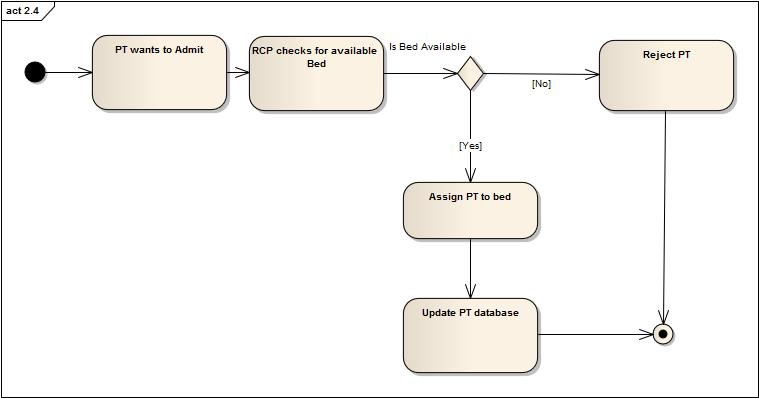 act 2.4
PT wants to Admit
RCP checks for available
Bed
Is Bed Available
[No]
Reject PT
[Yes]
Assign PT to bed
Update PT database